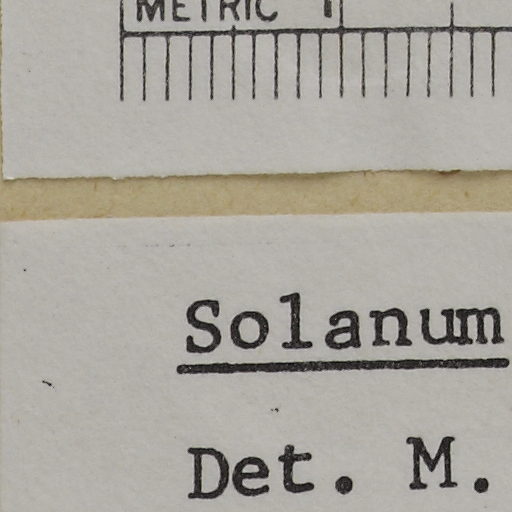 METRIC 1
Solanum
Det. M.